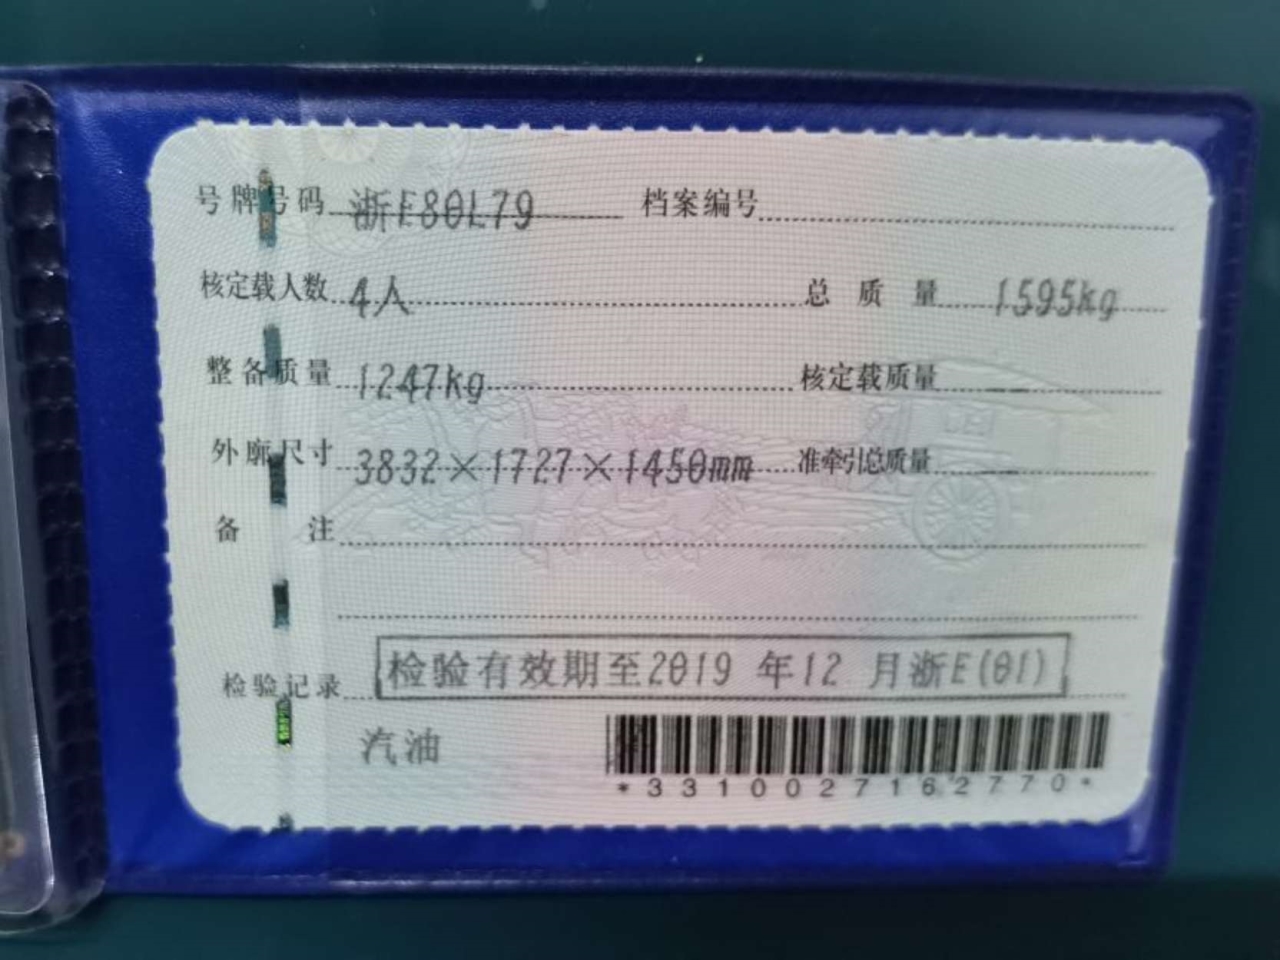 号牌号码 浙E80L79 档案编号
核定载人数 4人 总质量 1595kg
整备质量 1247kg 核定载质量
外廓尺寸 3832×1727×1450mm 准牵引总质量
备注
检验记录 检验有效期至2019年12月浙E(01)
汽油
*3310027162770*